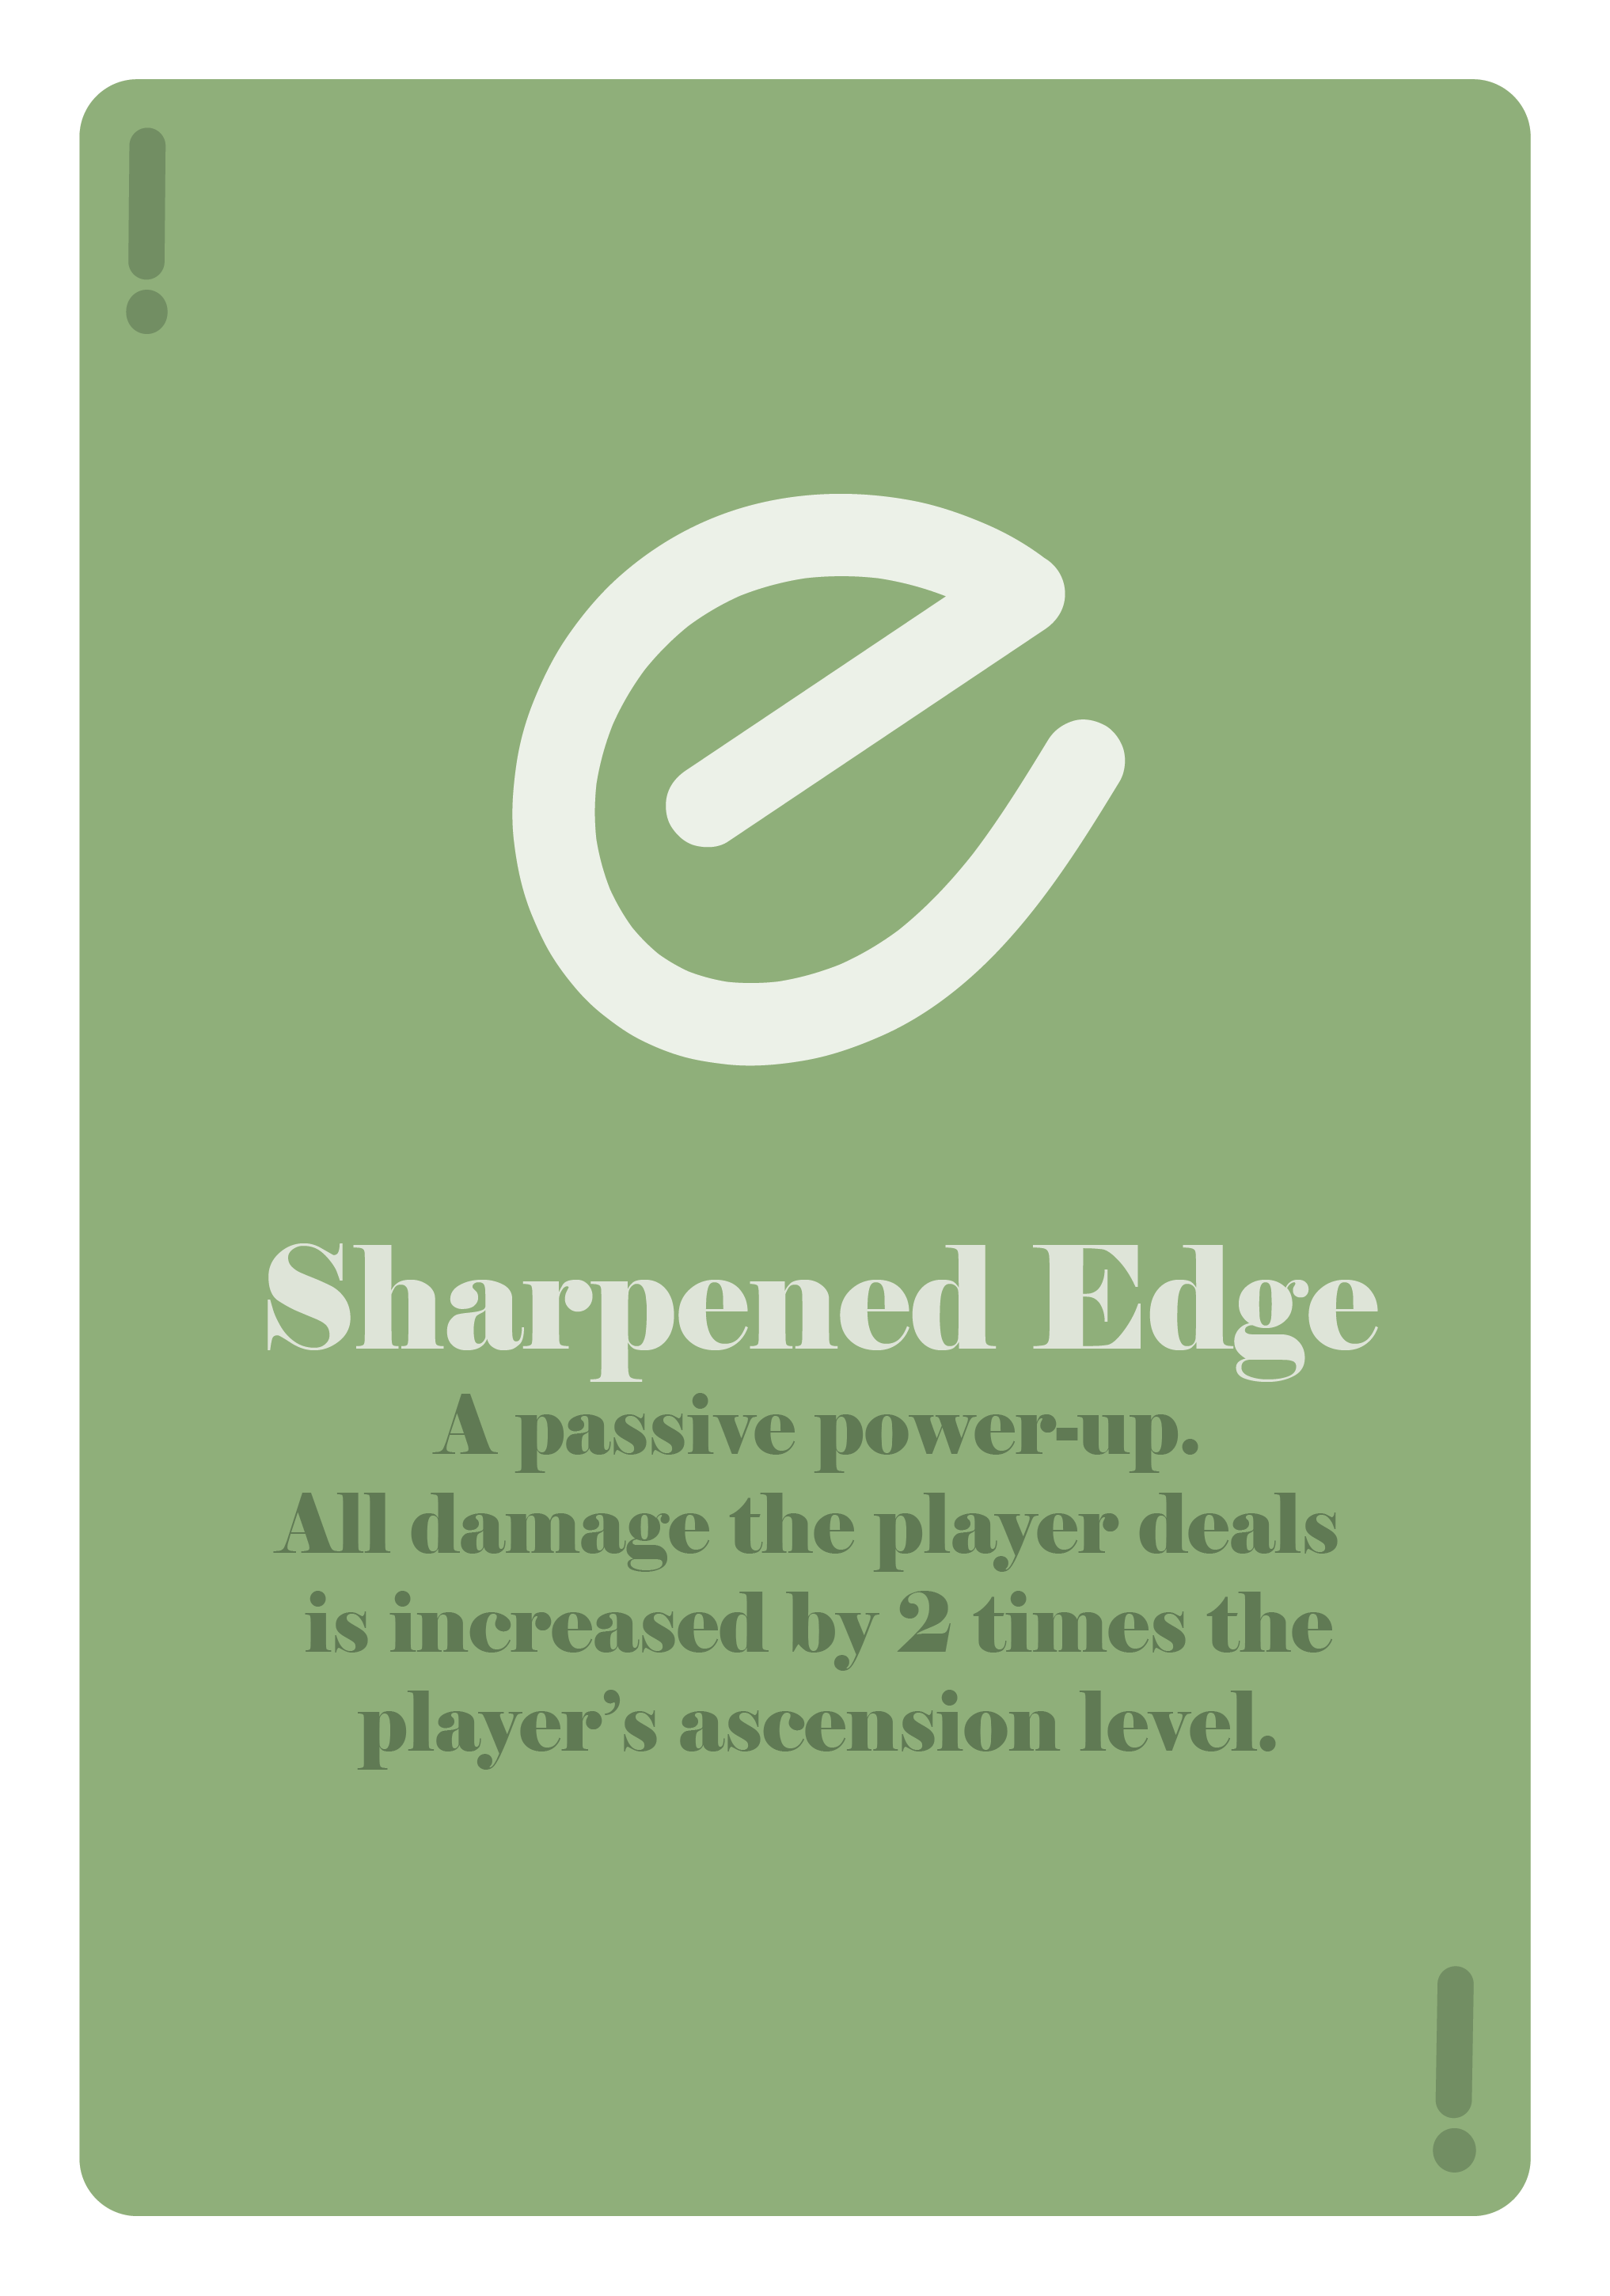 !
e
Sharpened Edge
A passive power-up.
All damage the player deals
is increased by 2 times the
player’s ascension level.
!